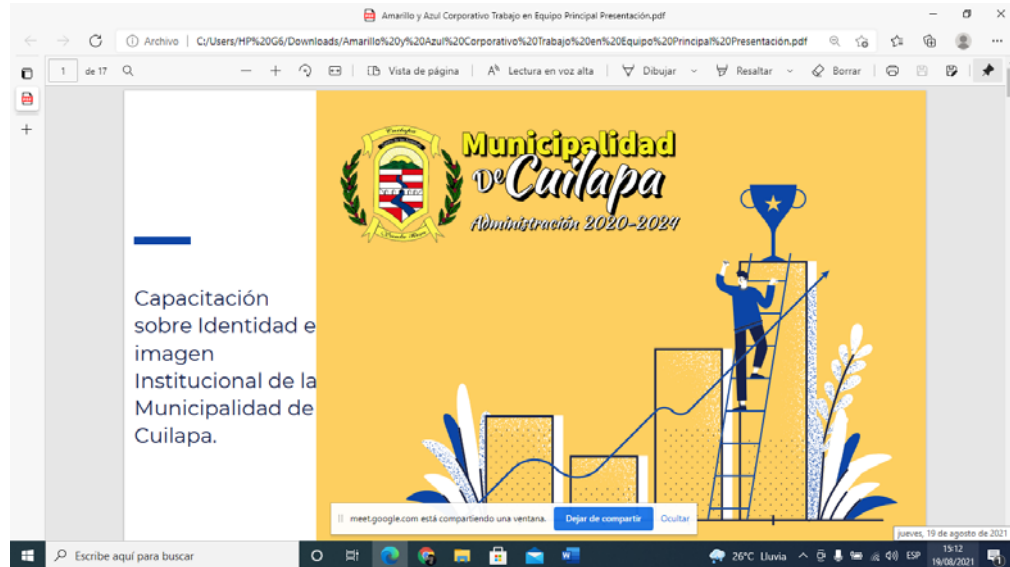 Amarillo y Azul Corporativo Trabajo en Equipo Principal Presentación.pdf
Archivo | C:/Users/HP%20G6/Downloads/Amarillo%20y%20Azul%20Corporativo%20Trabajo%20en%20Equipo%20Principal%20Presentación.pdf
1 de 17 Vista de página Lectura en voz alta Dibujar Resaltar Borrar
Municipalidad
De Cuilapa
Administración 2020-2024
Capacitación
sobre Identidad e
imagen
Institucional de la
Municipalidad de
Cuilapa.
meet.google.com está compartiendo una ventana. Dejar de compartir Ocultar
jueves, 19 de agosto de 2021
Escribe aquí para buscar 26°C Lluvia ESP 15:12
19/08/2021